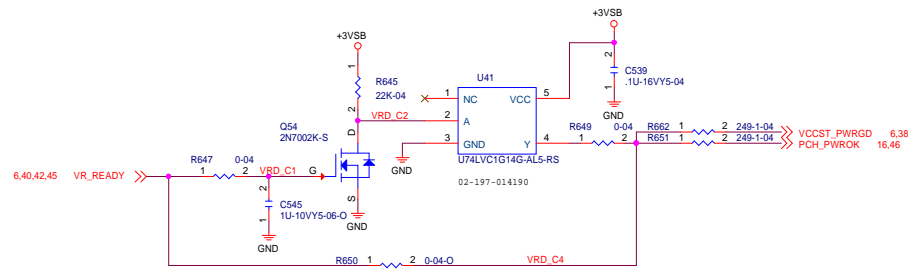 +3VSB
+3VSB
1
R645
22K-04
2
U41
1 NC VCC 5
2 A
3 GND Y 4
U74LVC1G14G-AL5-RS
02-197-014190
2
C539
.1U-16VY5-04
1
GND
VRD_C2
Q54
2N7002K-S
D
G
S
GND
GND
R649 0-04
1 2
R662 1 2 249-1-04
R651 1 2 249-1-04
VCCST_PWRGD 6,38
PCH_PWROK 16,46
6,40,42,45 VR_READY
R647 0-04
1 2
VRD_C1
2
C545
1U-10VY5-06-O
1
GND
R650 1 2 0-04-O
VRD_C4